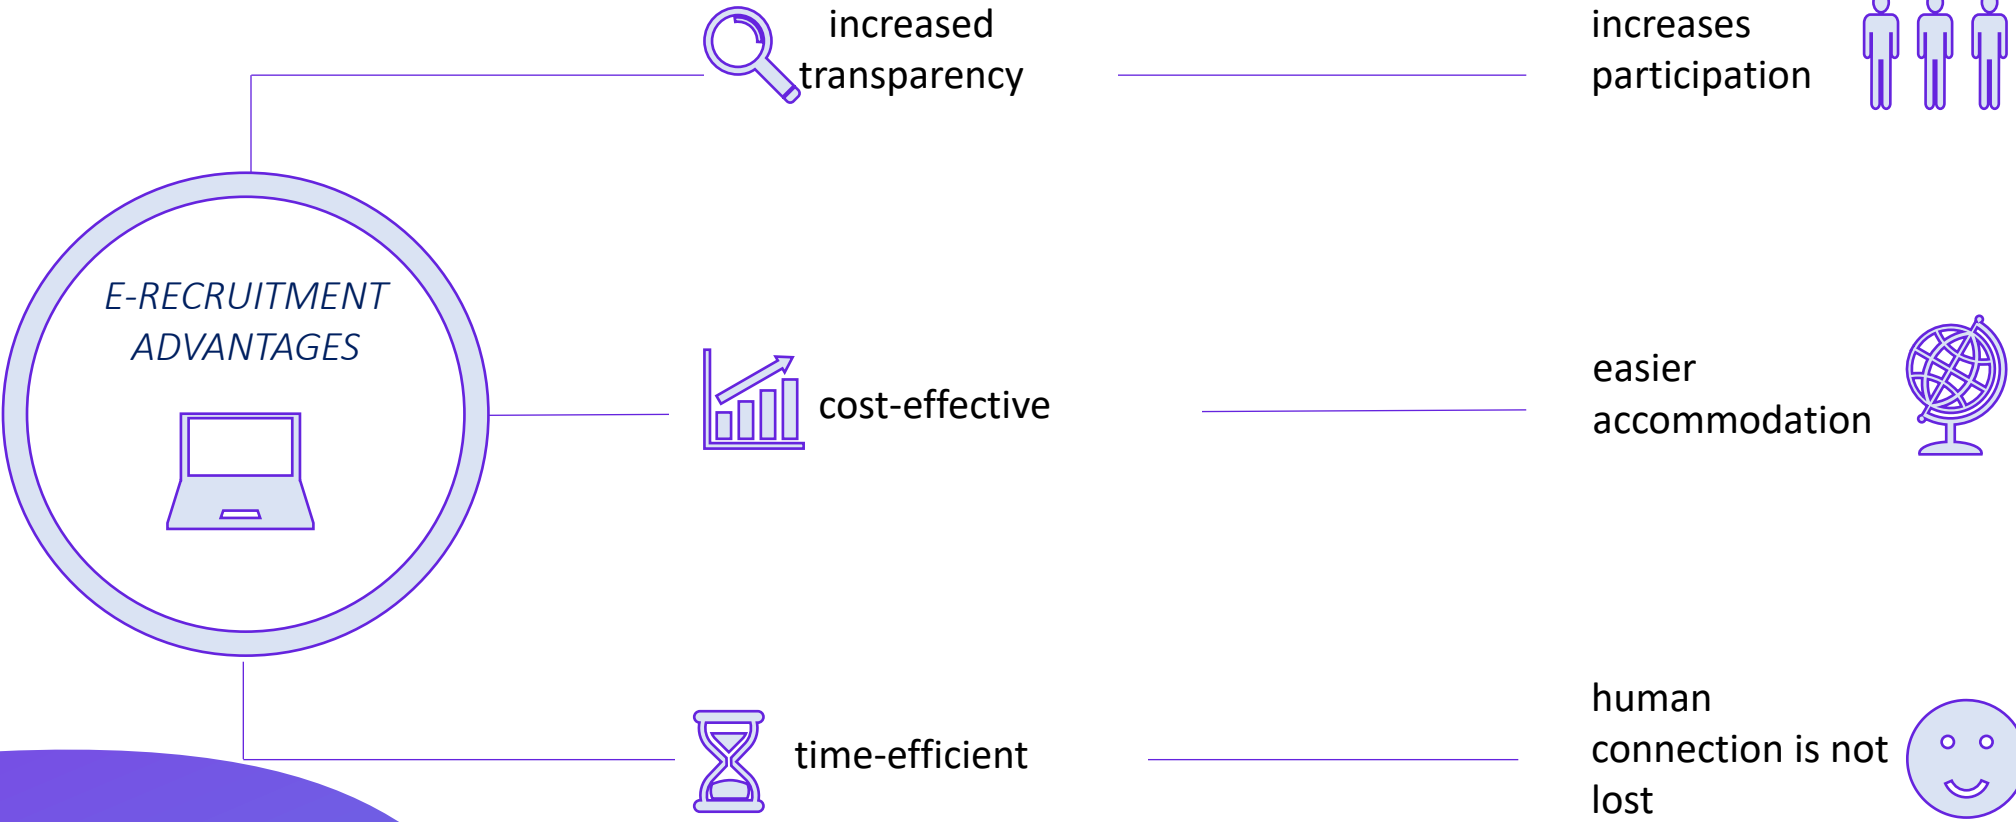 E-RECRUITMENT
ADVANTAGES
increased
transparency
increases
participation
cost-effective
easier
accommodation
time-efficient
human
connection is not
lost